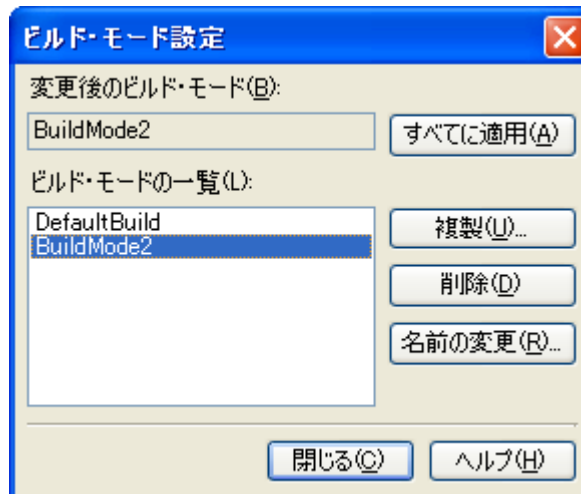 ビルド・モード設定
変更後のビルド・モード(B):
BuildMode2
すべてに適用(A)
ビルド・モードの一覧(L):
DefaultBuild
BuildMode2
複製(U)...
削除(D)
名前の変更(R)...
閉じる(C)
ヘルプ(H)